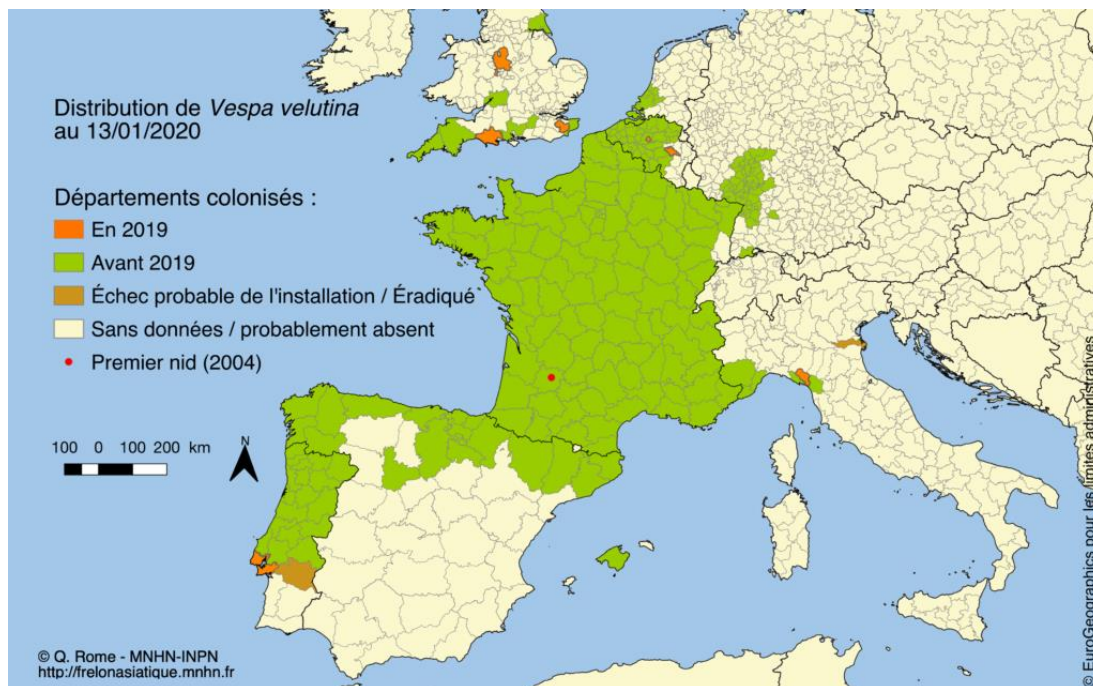 Distribution de Vespa velutina
au 13/01/2020
Départements colonisés :
En 2019
Avant 2019
Échec probable de l'installation / Éradiqué
Sans données / probablement absent
Premier nid (2004)
100 0 100 200 km
N
© Q. Rome - MNHN-INPN
http://frelonasiatique.mnhn.fr
© EuroGeographics pour les limites administratives